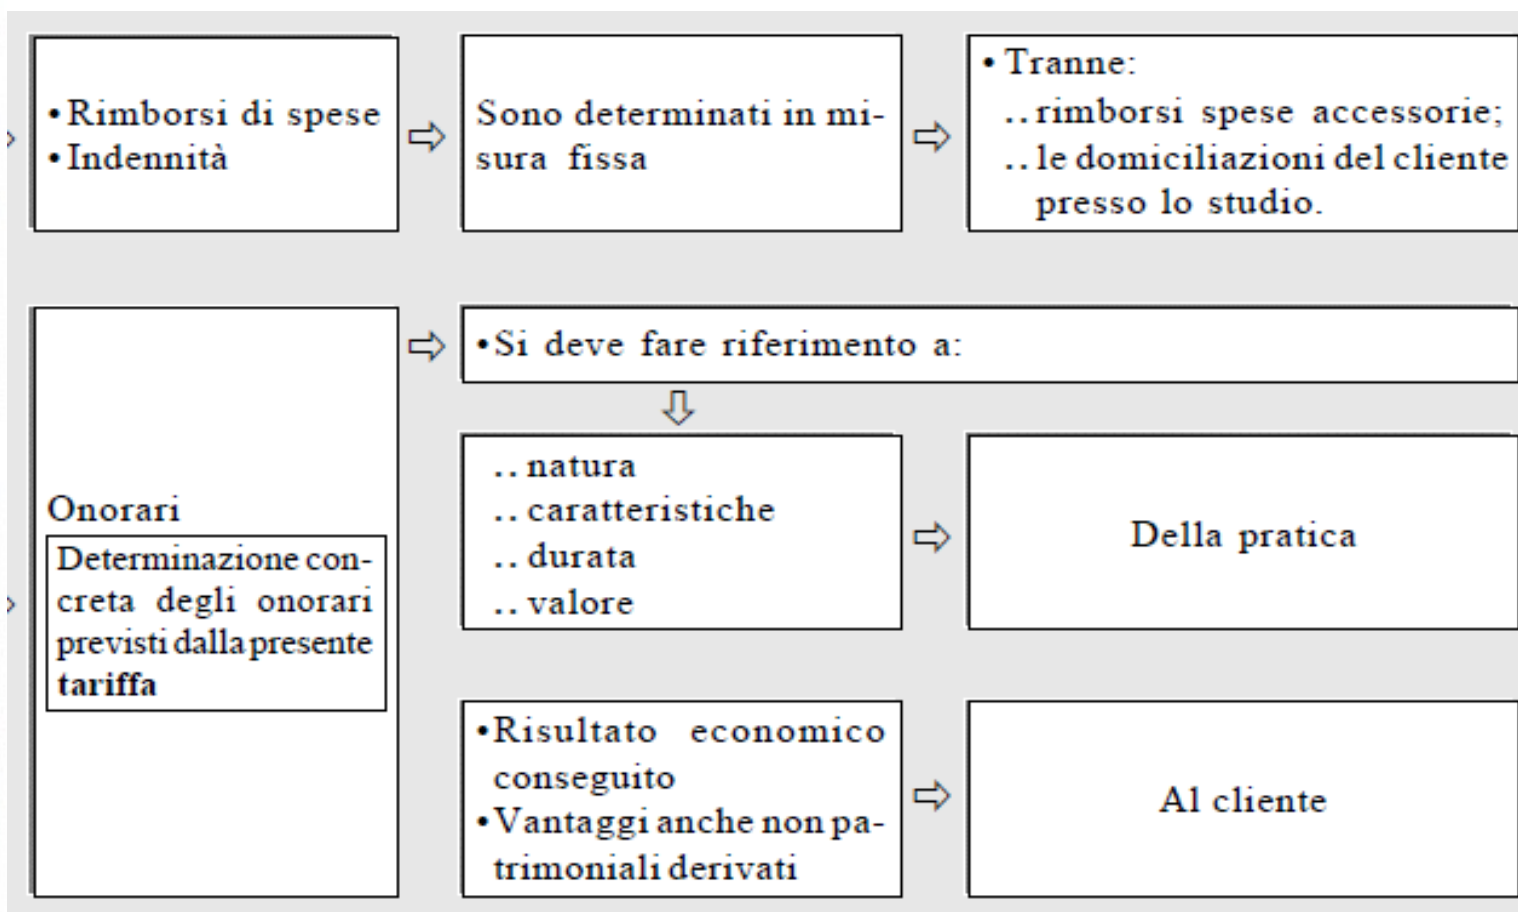 • Rimborsi di spese
• Indennità
Sono determinati in mi-
sura fissa
• Tranne:
.. rimborsi spese accessorie;
.. le domiciliazioni del cliente
presso lo studio.
Onorari
Determinazione con-
creta degli onorari
previsti dalla presente
tariffa
• Si deve fare riferimento a:
.. natura
.. caratteristiche
.. durata
.. valore
Della pratica
• Risultato economico
conseguito
• Vantaggi anche non pa-
trimoniali derivati
Al cliente